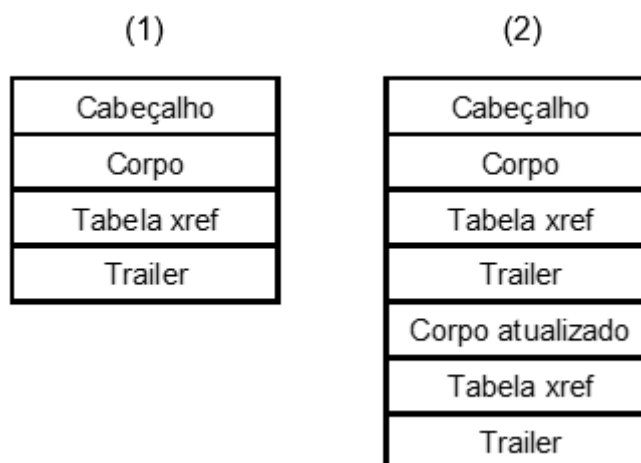 (1)
Cabeçalho
Corpo
Tabela xref
Trailer
(2)
Cabeçalho
Corpo
Tabela xref
Trailer
Corpo atualizado
Tabela xref
Trailer